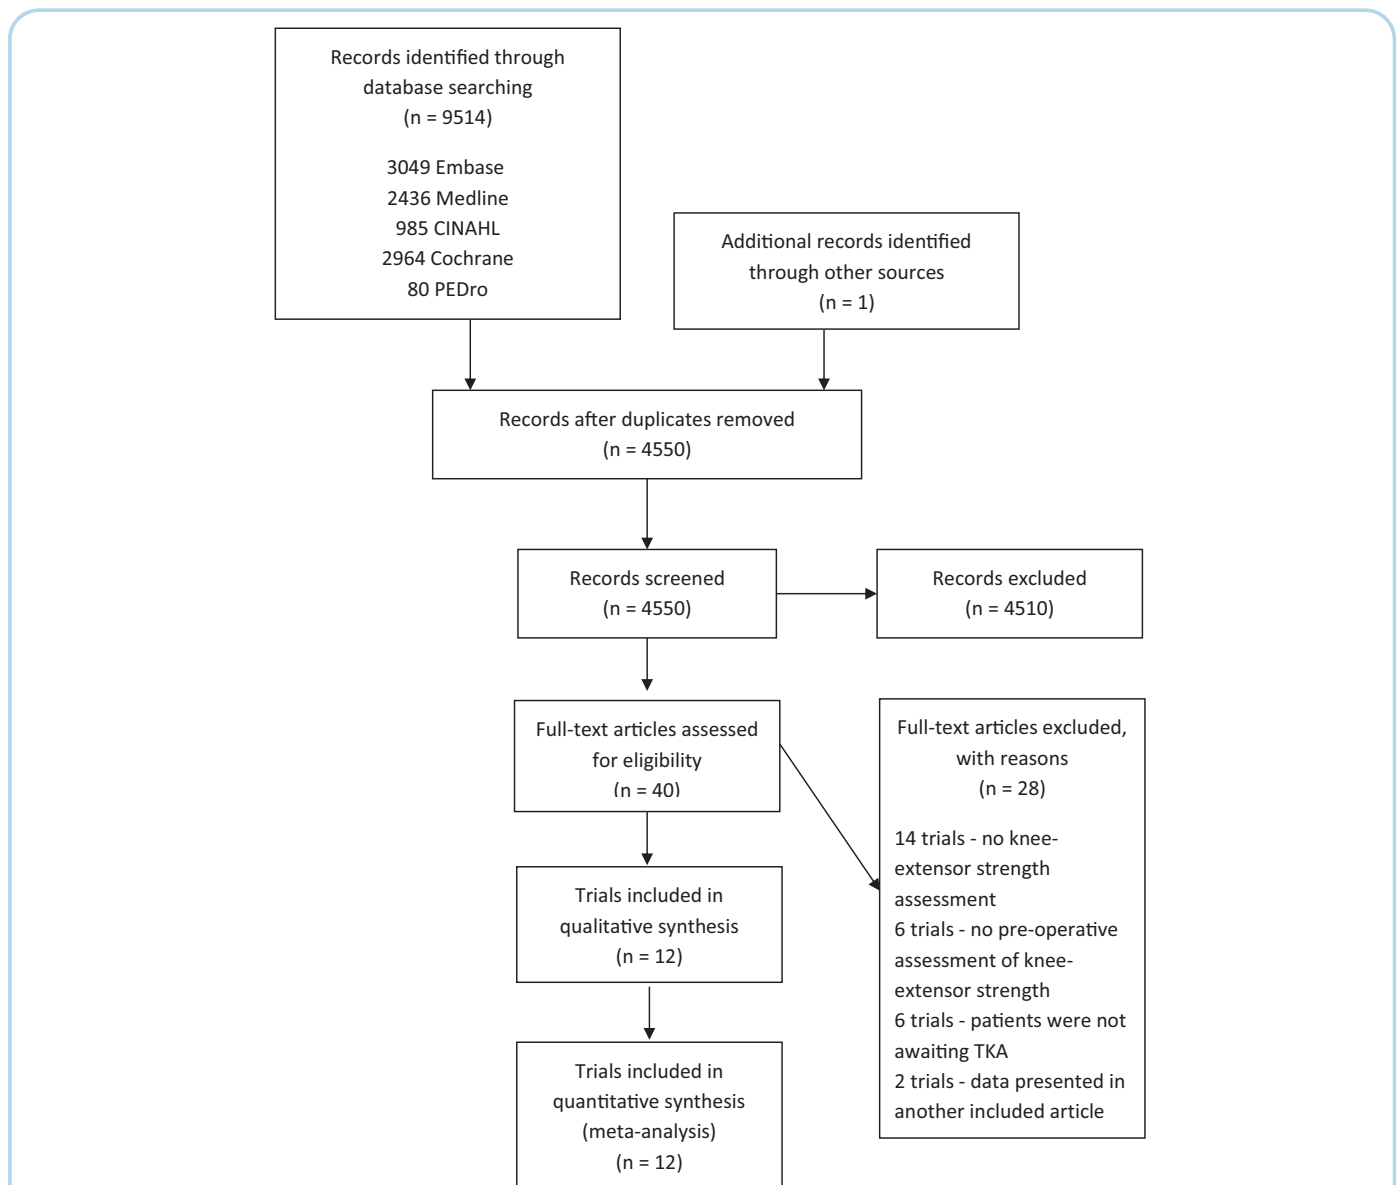 Records identified through
database searching
(n = 9514)
3049 Embase
2436 Medline
985 CINAHL
2964 Cochrane
80 PEDro
Additional records identified
through other sources
(n = 1)
Records after duplicates removed
(n = 4550)
Records screened
(n = 4550)
Records excluded
(n = 4510)
Full-text articles assessed
for eligibility
(n = 40)
Full-text articles excluded,
with reasons
(n = 28)
14 trials - no knee-
extensor strength
assessment
6 trials - no pre-operative
assessment of knee-
extensor strength
6 trials - patients were not
awaiting TKA
2 trials - data presented in
another included article
Trials included in
qualitative synthesis
(n = 12)
Trials included in
quantitative synthesis
(meta-analysis)
(n = 12)